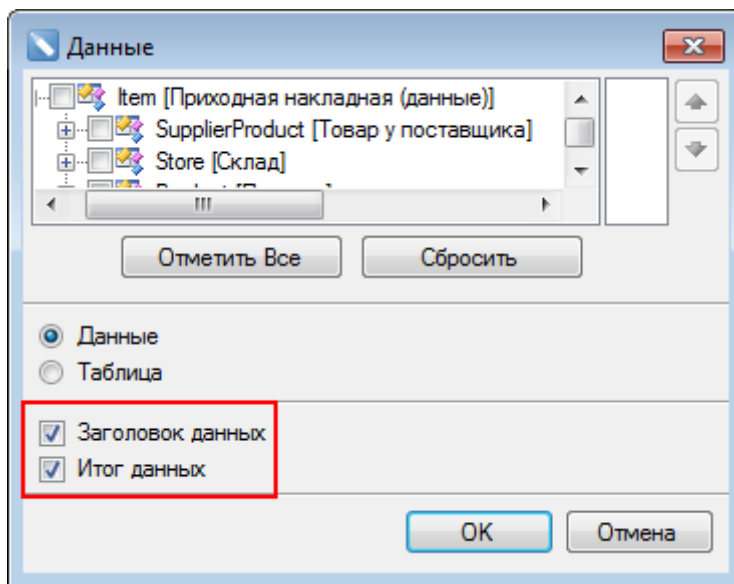 Данные
Item [Приходная накладная (данные)]
SupplierProduct [Товар у поставщика]
Store [Склад]
Отметить Все Сбросить
Данные
Таблица
Заголовок данных
Итог данных
OK Отмена